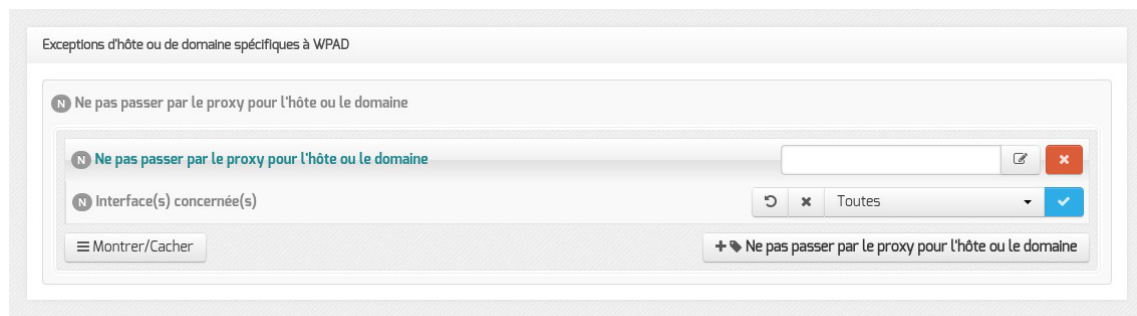 Exceptions d'hôte ou de domaine spécifiques à WPAD
N Ne pas passer par le proxy pour l'hôte ou le domaine
N Ne pas passer par le proxy pour l'hôte ou le domaine
N Interface(s) concernée(s) Toutes
Montrer/Cacher Ne pas passer par le proxy pour l'hôte ou le domaine